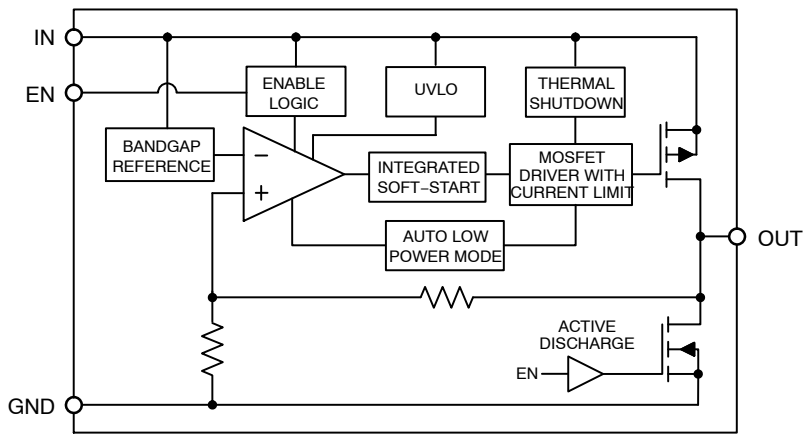 IN
EN
ENABLE
LOGIC
UVLO
THERMAL
SHUTDOWN
BANDGAP
REFERENCE
−
+
INTEGRATED
SOFT−START
MOSFET
DRIVER WITH
CURRENT LIMIT
AUTO LOW
POWER MODE
OUT
ACTIVE
DISCHARGE
EN
GND